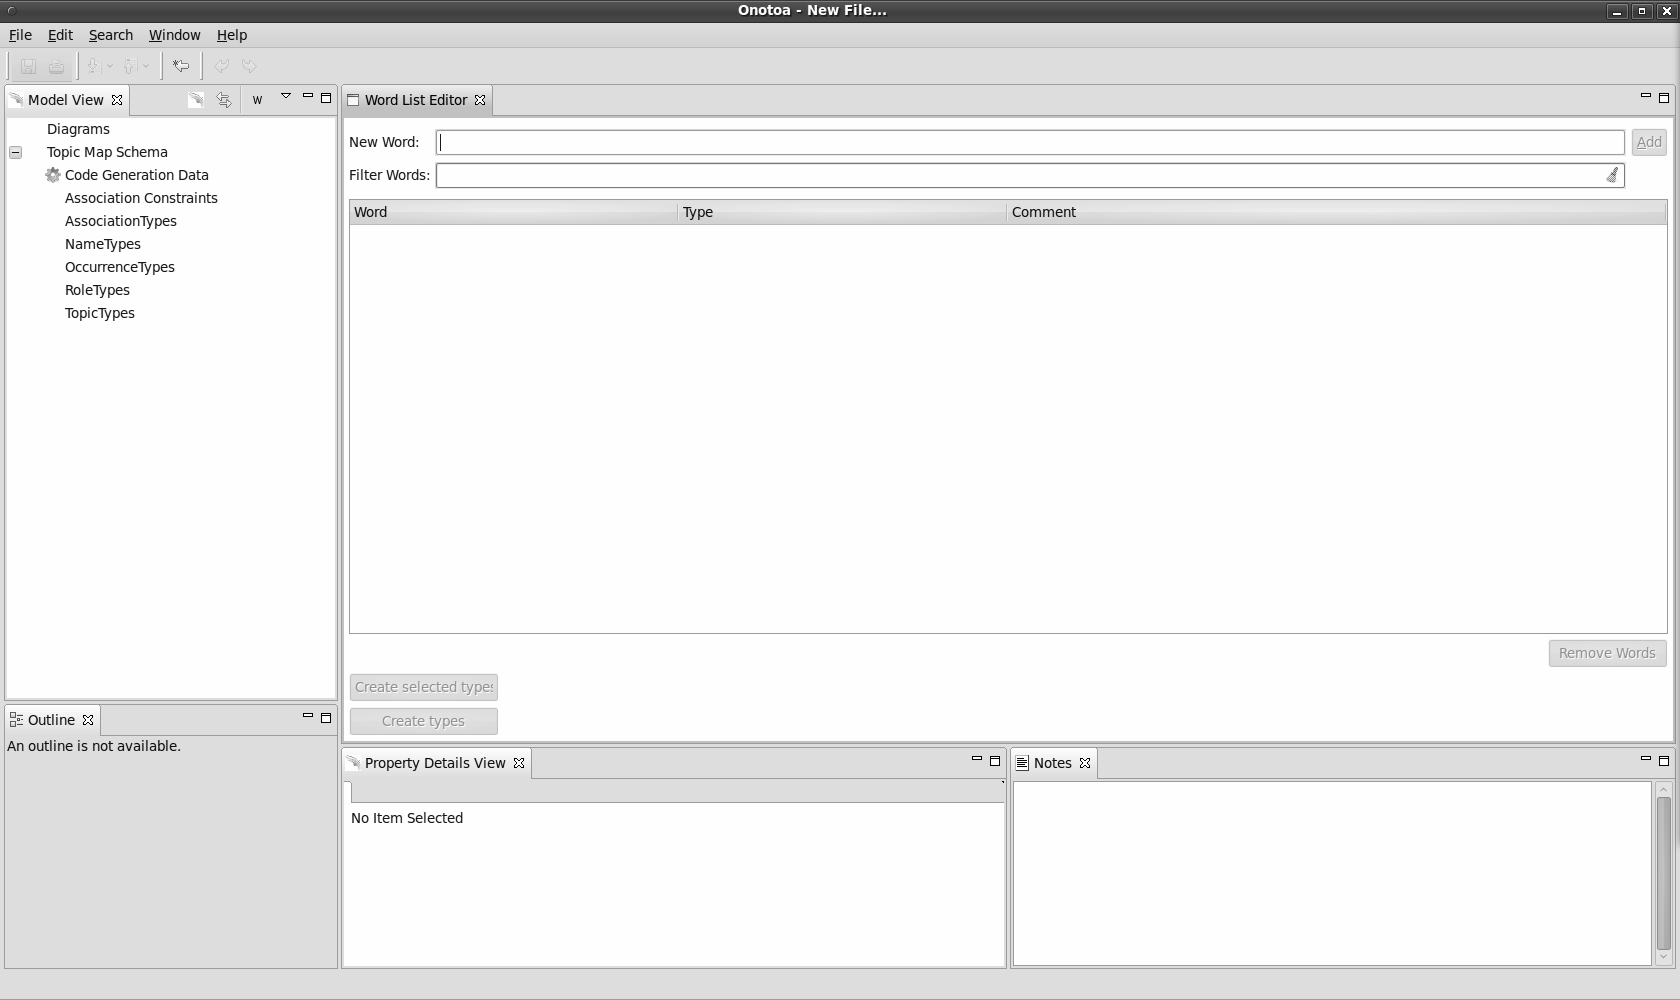 Onotoa - New File...
File Edit Search Window Help
Model View
W
Diagrams
Topic Map Schema
Code Generation Data
Association Constraints
AssociationTypes
NameTypes
OccurrenceTypes
RoleTypes
TopicTypes
Outline
An outline is not available.
Word List Editor
New Word: Add
Filter Words:
Word Type Comment
Remove Words
Create selected types
Create types
Property Details View
No Item Selected
Notes